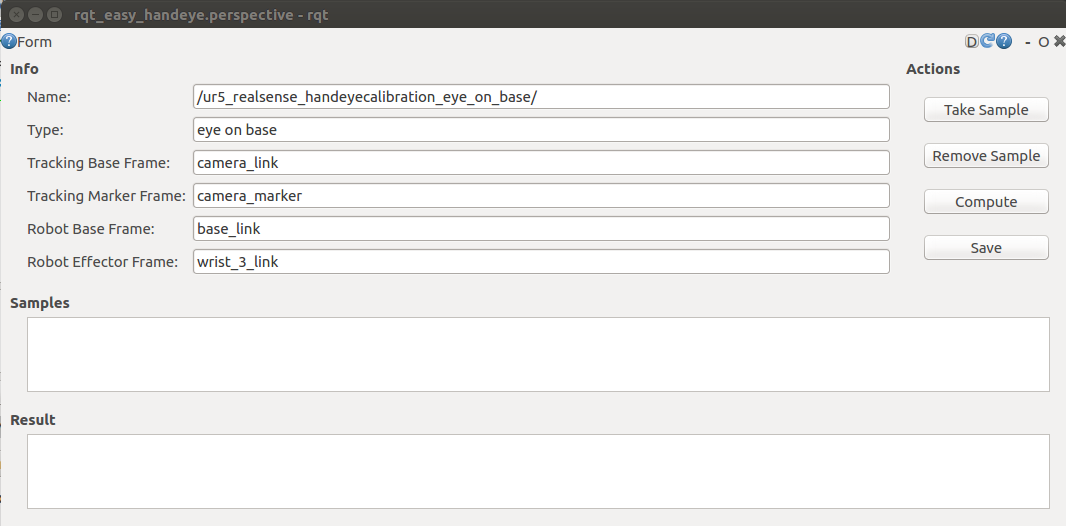 rqt_easy_handeye.perspective - rqt
Form
D
- O
Info
Actions
Name: /ur5_realsense_handeyecalibration_eye_on_base/
Take Sample
Type: eye on base
Tracking Base Frame: camera_link
Remove Sample
Tracking Marker Frame: camera_marker
Compute
Robot Base Frame: base_link
Save
Robot Effector Frame: wrist_3_link
Samples
Result